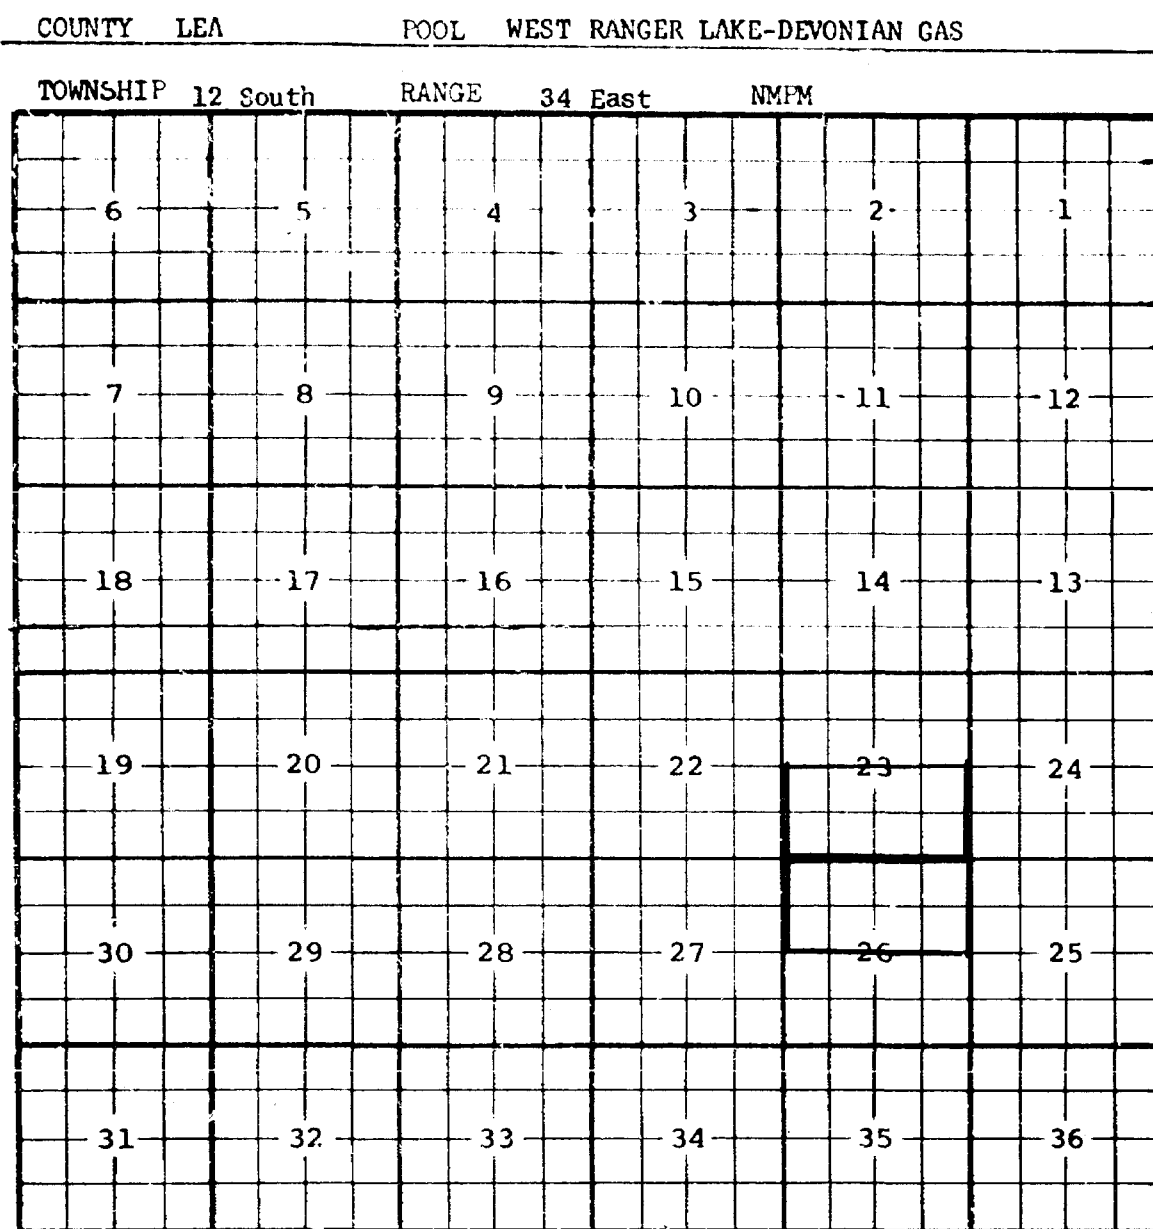 COUNTY LEA POOL WEST RANGER LAKE-DEVONIAN GAS
TOWNSHIP 12 South RANGE 34 East NMPM
6 5 4 3 2 1
7 8 9 10 11 12
18 17 16 15 14 13
19 20 21 22 23 24
30 29 28 27 26 25
31 32 33 34 35 36